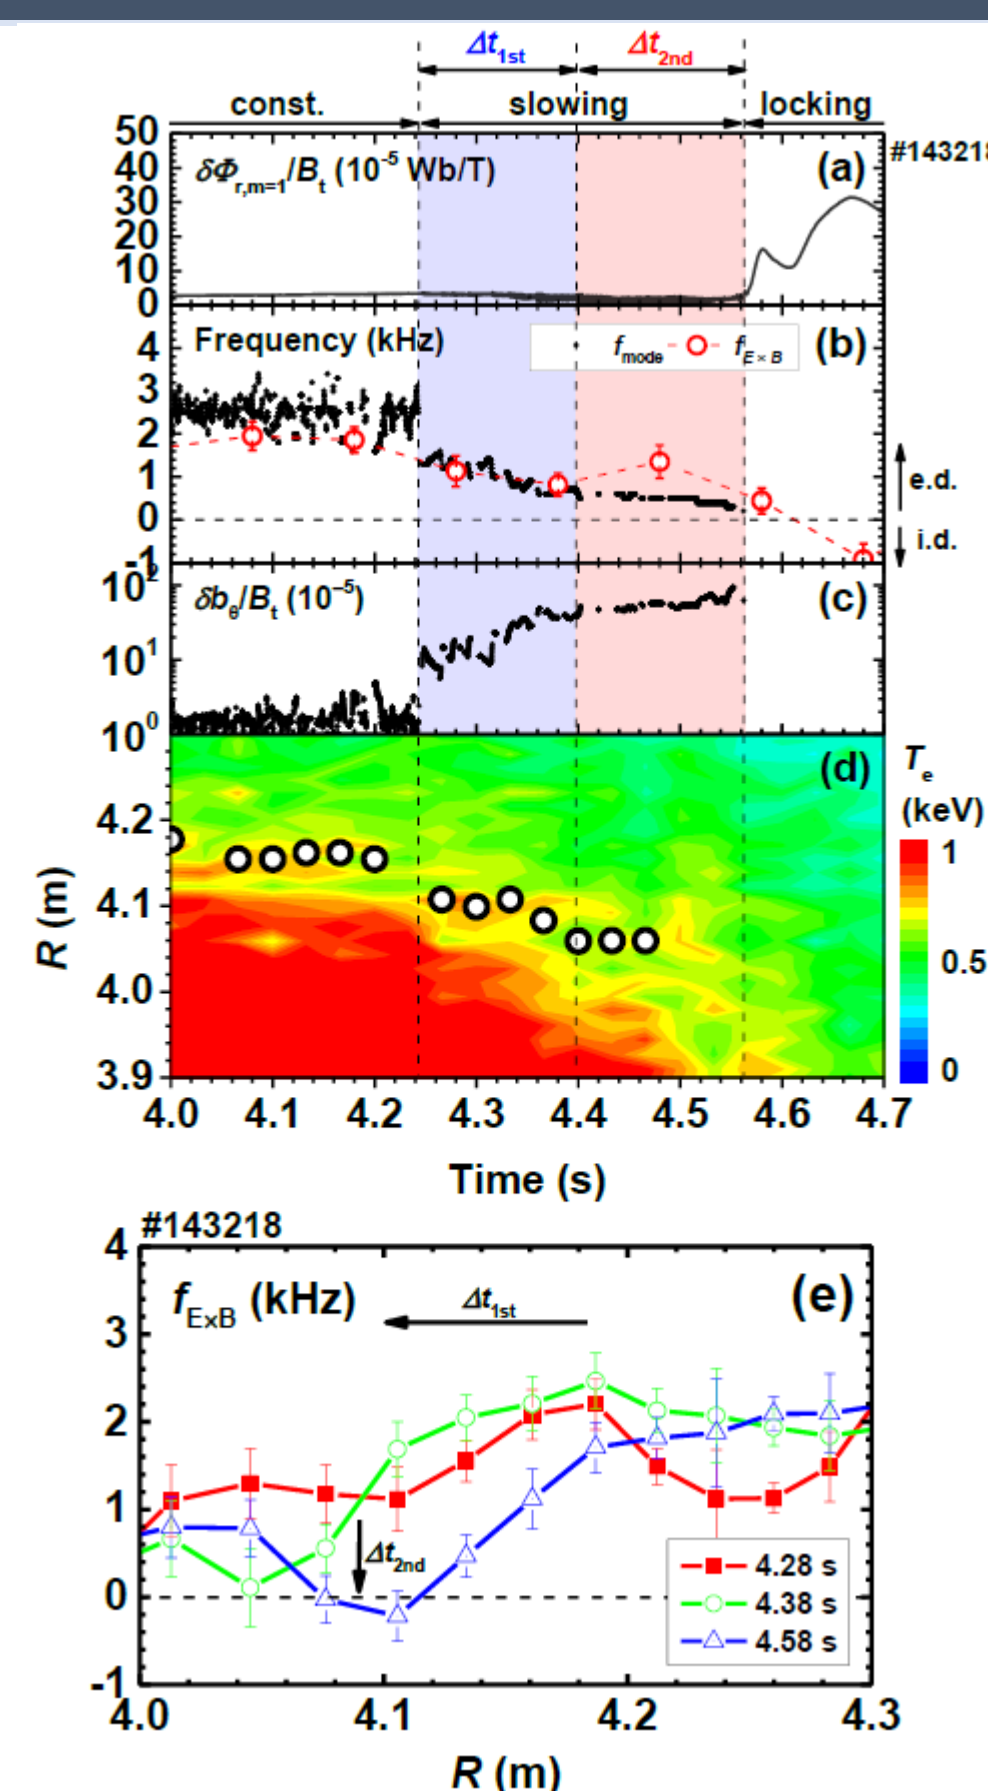 Δt1st Δt2nd
const. slowing locking
50
40
30
20
10
0
δΦr,m=1/Bt (10-5 Wb/T)
(a)
#143218
4
3
2
1
0
-1
Frequency (kHz)
fmode fE×B
(b)
e.d.
i.d.
10²
10¹
10⁰
δbθ/Bt (10–5)
(c)
4.2
4.1
4.0
3.9
R (m)
(d)
Te
(keV)
1
0.5
0
4.0 4.1 4.2 4.3 4.4 4.5 4.6 4.7
Time (s)
#143218
4
3
2
1
0
-1
fE×B (kHz)
Δt1st
(e)
Δt2nd
4.28 s
4.38 s
4.58 s
4.0 4.1 4.2 4.3
R (m)